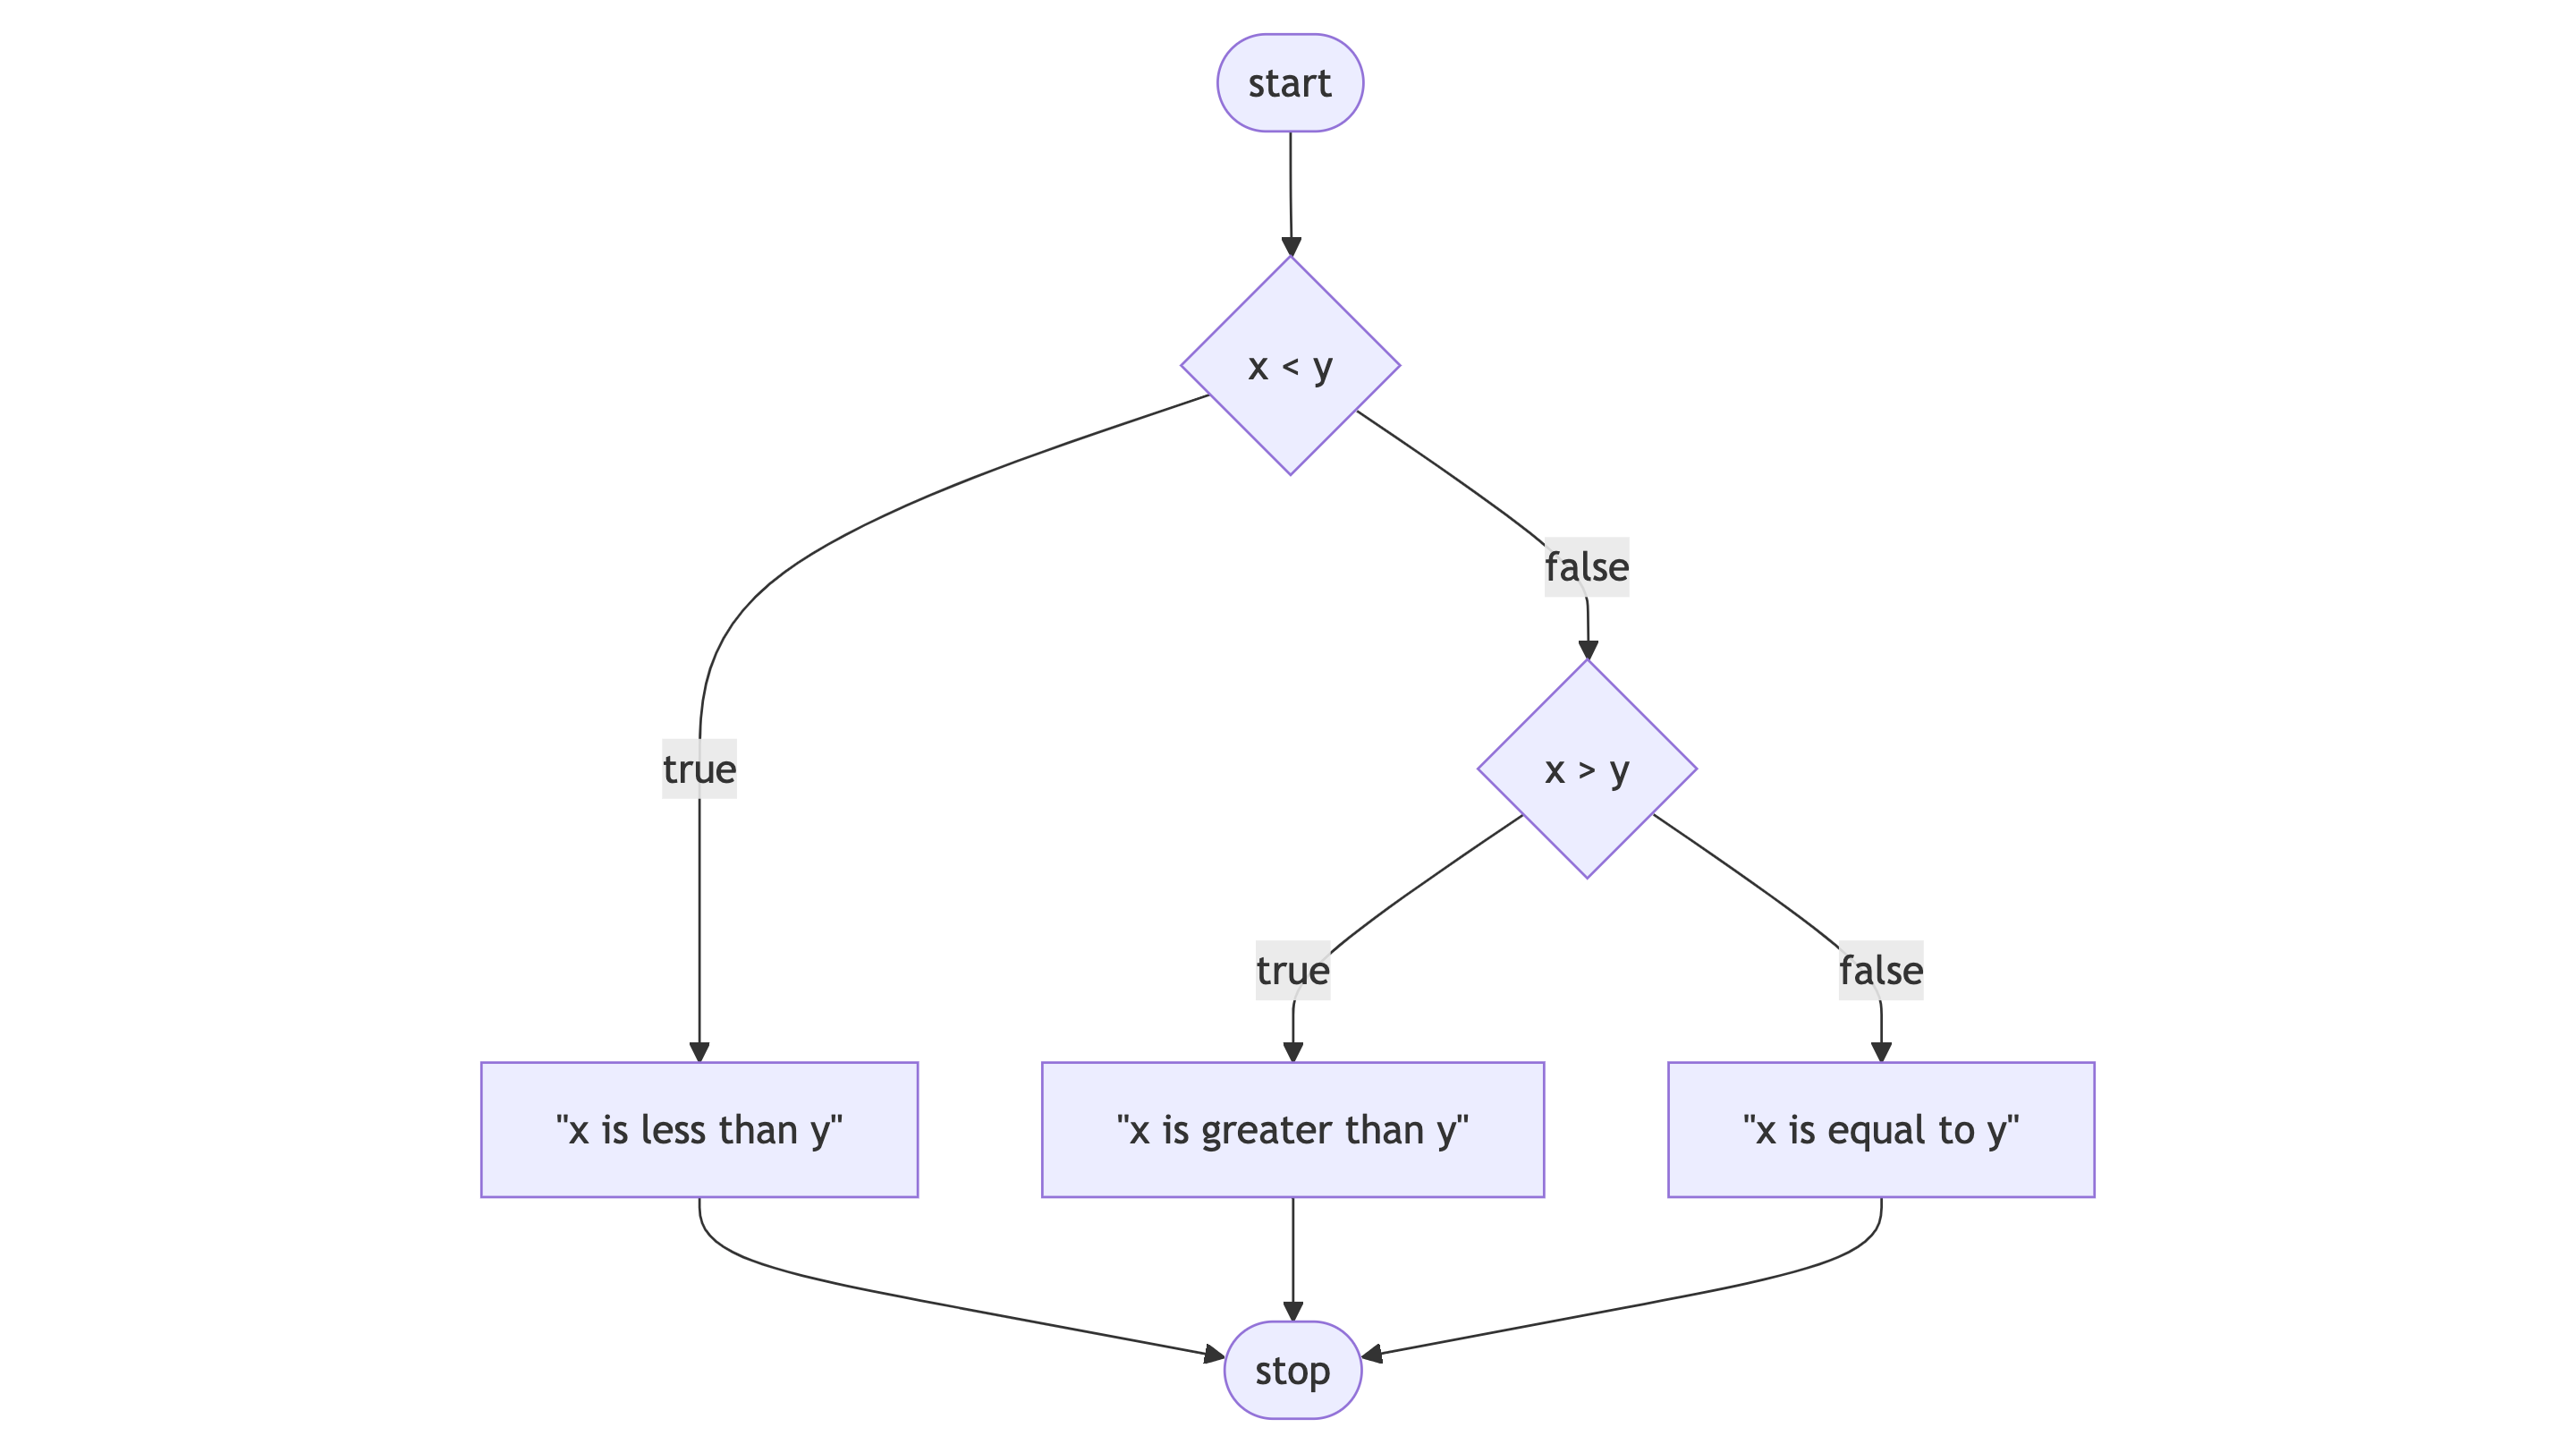 start
x < y
false
true
x > y
true
false
"x is less than y"
"x is greater than y"
"x is equal to y"
stop